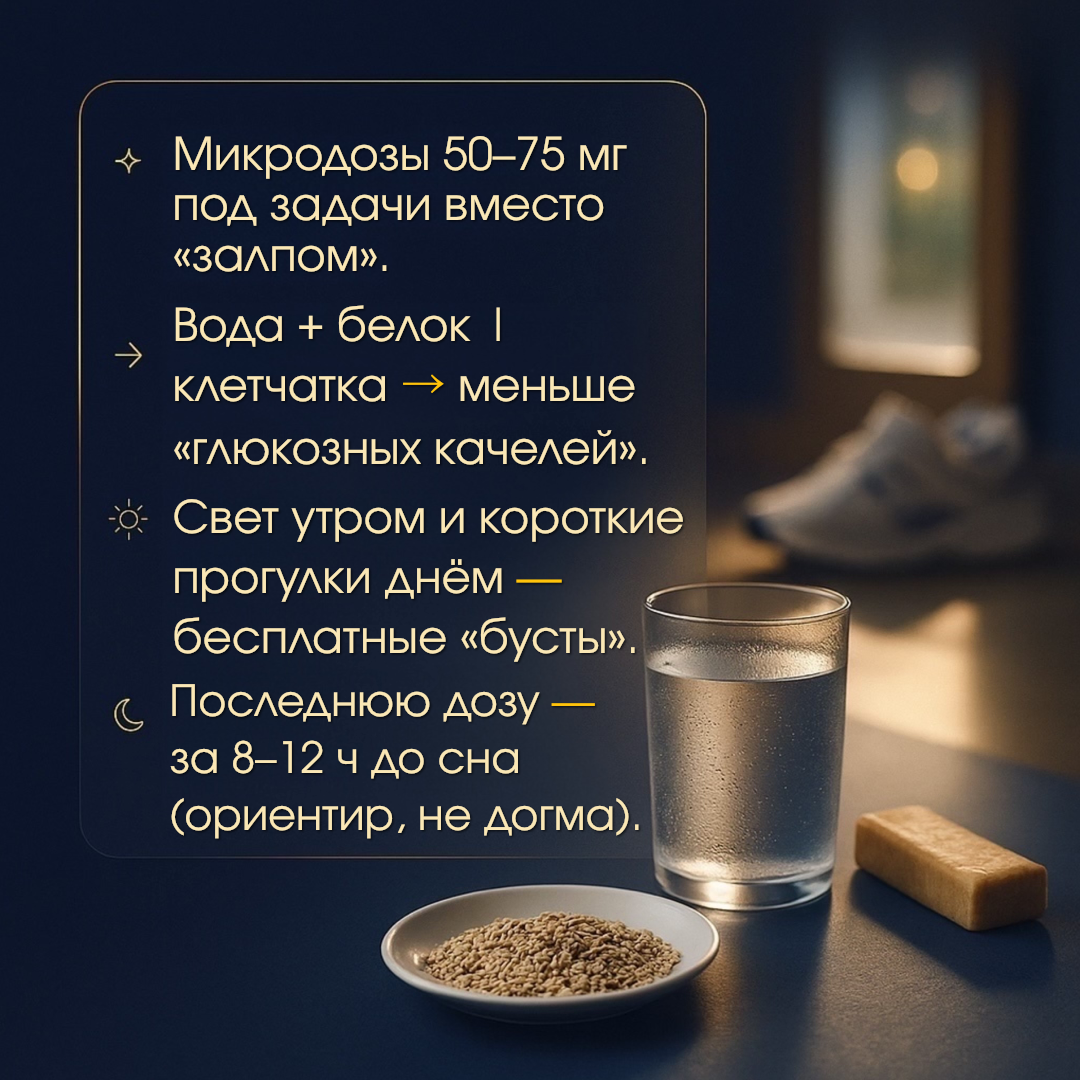 Микродозы 50–75 мг
под задачи вместо
«залпом».
Вода + белок |
клетчатка → меньше
«глюкозных качелей».
Свет утром и короткие
прогулки днём —
бесплатные «бусты».
Последнюю дозу —
за 8–12 ч до сна
(ориентир, не догма).